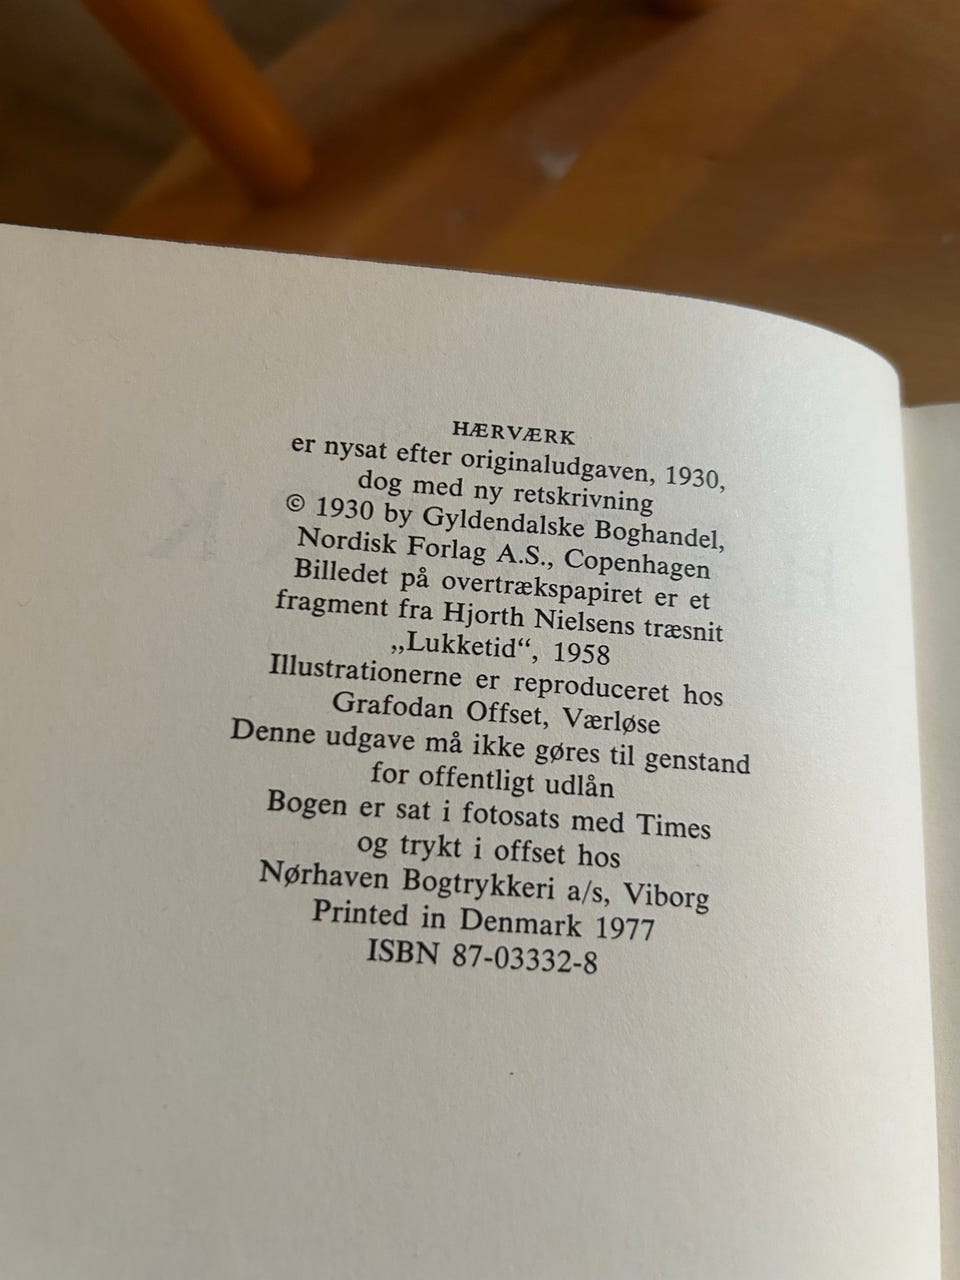 HÆRVÆRK
er nysat efter originaludgaven, 1930,
dog med ny retskrivning
© 1930 by Gyldendalske Boghandel,
Nordisk Forlag A.S., Copenhagen
Billedet på overtrækspapiret er et
fragment fra Hjorth Nielsens træsnit
„Lukketid“, 1958
Illustrationerne er reproduceret hos
Grafodan Offset, Værløse
Denne udgave må ikke gøres til genstand
for offentligt udlån
Bogen er sat i fotosats med Times
og trykt i offset hos
Nørhaven Bogtrykkeri a/s, Viborg
Printed in Denmark 1977
ISBN 87-03332-8